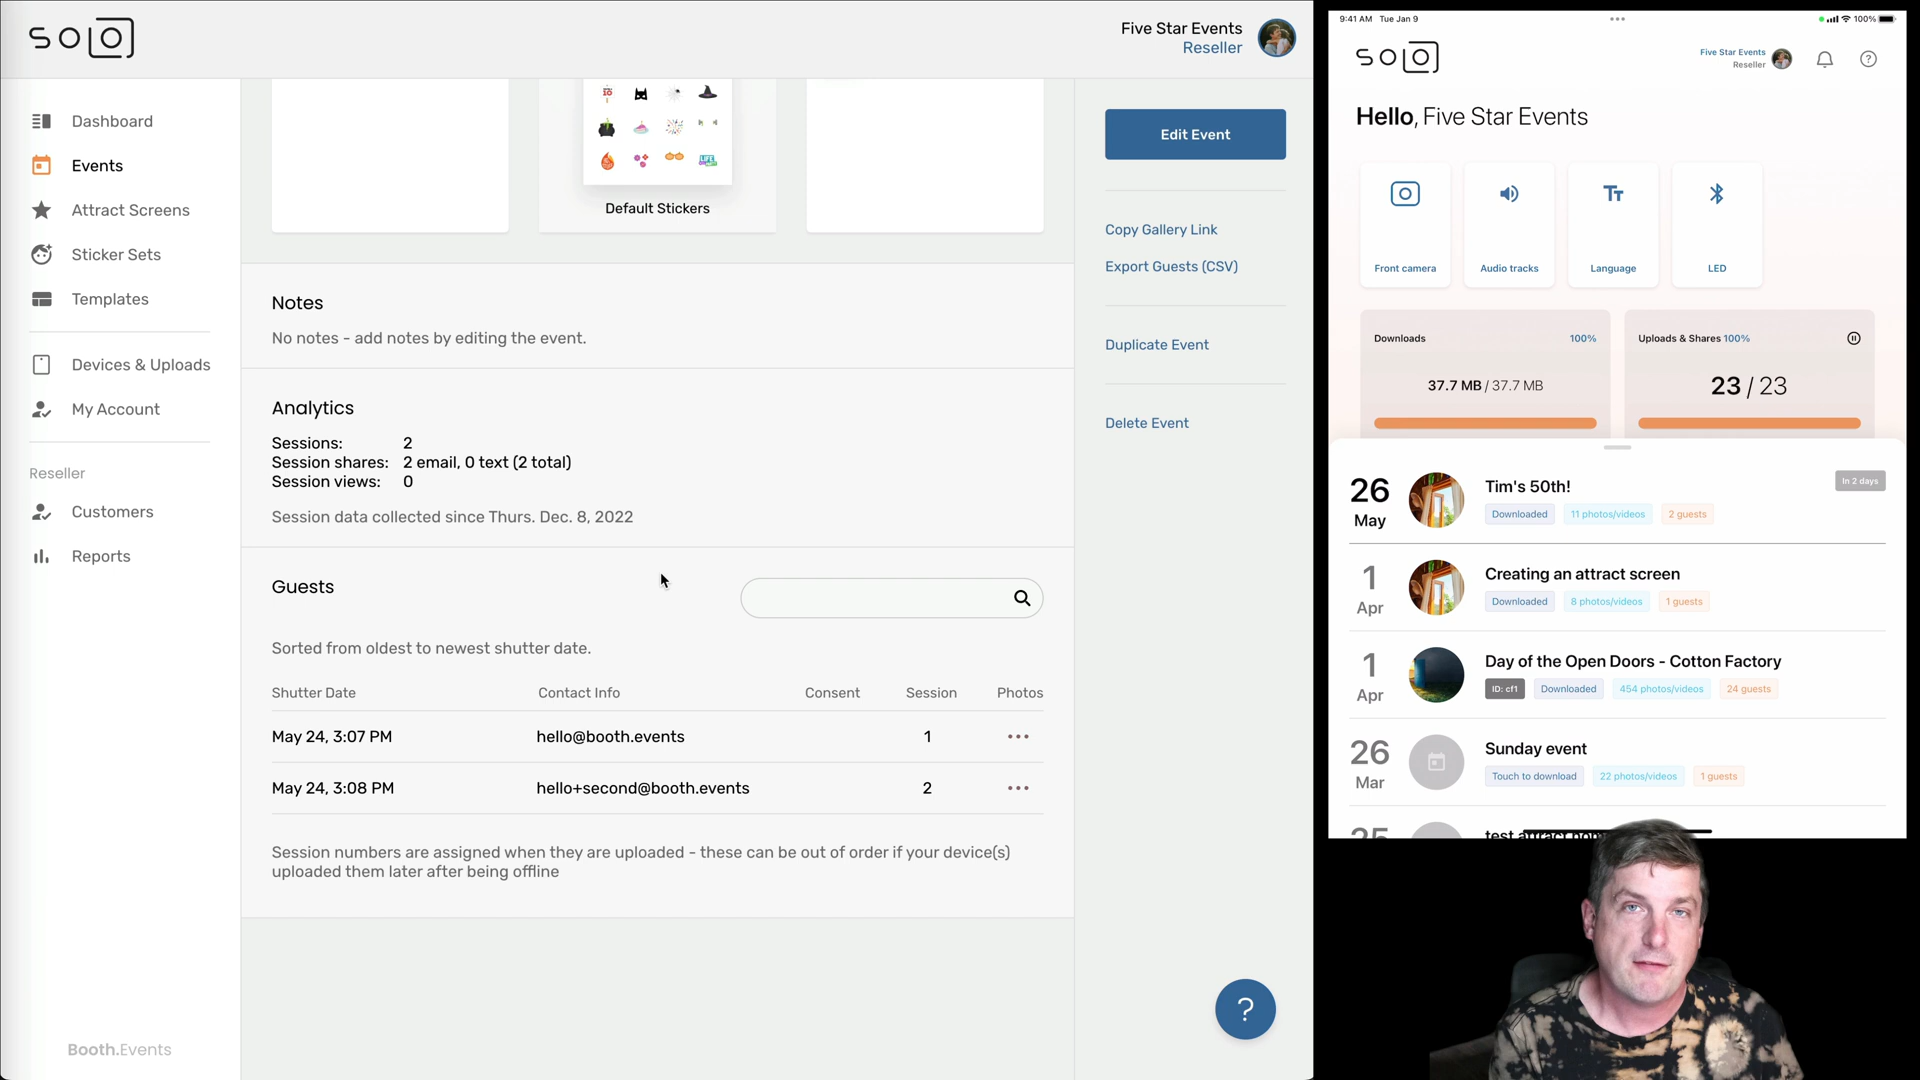 SOLO
Five Star Events
Reseller
Dashboard
Events
Attract Screens
Sticker Sets
Templates
Devices & Uploads
My Account
Reseller
Customers
Reports
Booth.Events
Default Stickers
Notes
No notes - add notes by editing the event.
Analytics
Sessions: 2
Session shares: 2 email, 0 text (2 total)
Session views: 0
Session data collected since Thurs. Dec. 8, 2022
Guests
Sorted from oldest to newest shutter date.
Shutter Date Contact Info Consent Session Photos
May 24, 3:07 PM hello@booth.events 1
May 24, 3:08 PM hello+second@booth.events 2
Session numbers are assigned when they are uploaded - these can be out of order if your device(s)
uploaded them later after being offline
Edit Event
Copy Gallery Link
Export Guests (CSV)
Duplicate Event
Delete Event
?
9:41 AM Tue Jan 9
100%
SOLO
Five Star Events
Reseller
?
Hello, Five Star Events
Front camera
Audio tracks
Tт
Language
LED
Downloads 100%
37.7 MB / 37.7 MB
Uploads & Shares 100%
23 / 23
26
May
Tim's 50th!
Downloaded 11 photos/videos 2 guests
In 2 days
1
Apr
Creating an attract screen
Downloaded 8 photos/videos 1 guests
1
Apr
Day of the Open Doors - Cotton Factory
ID: cf1 Downloaded 454 photos/videos 24 guests
26
Mar
Sunday event
Touch to download 22 photos/videos 1 guests
25
test attract